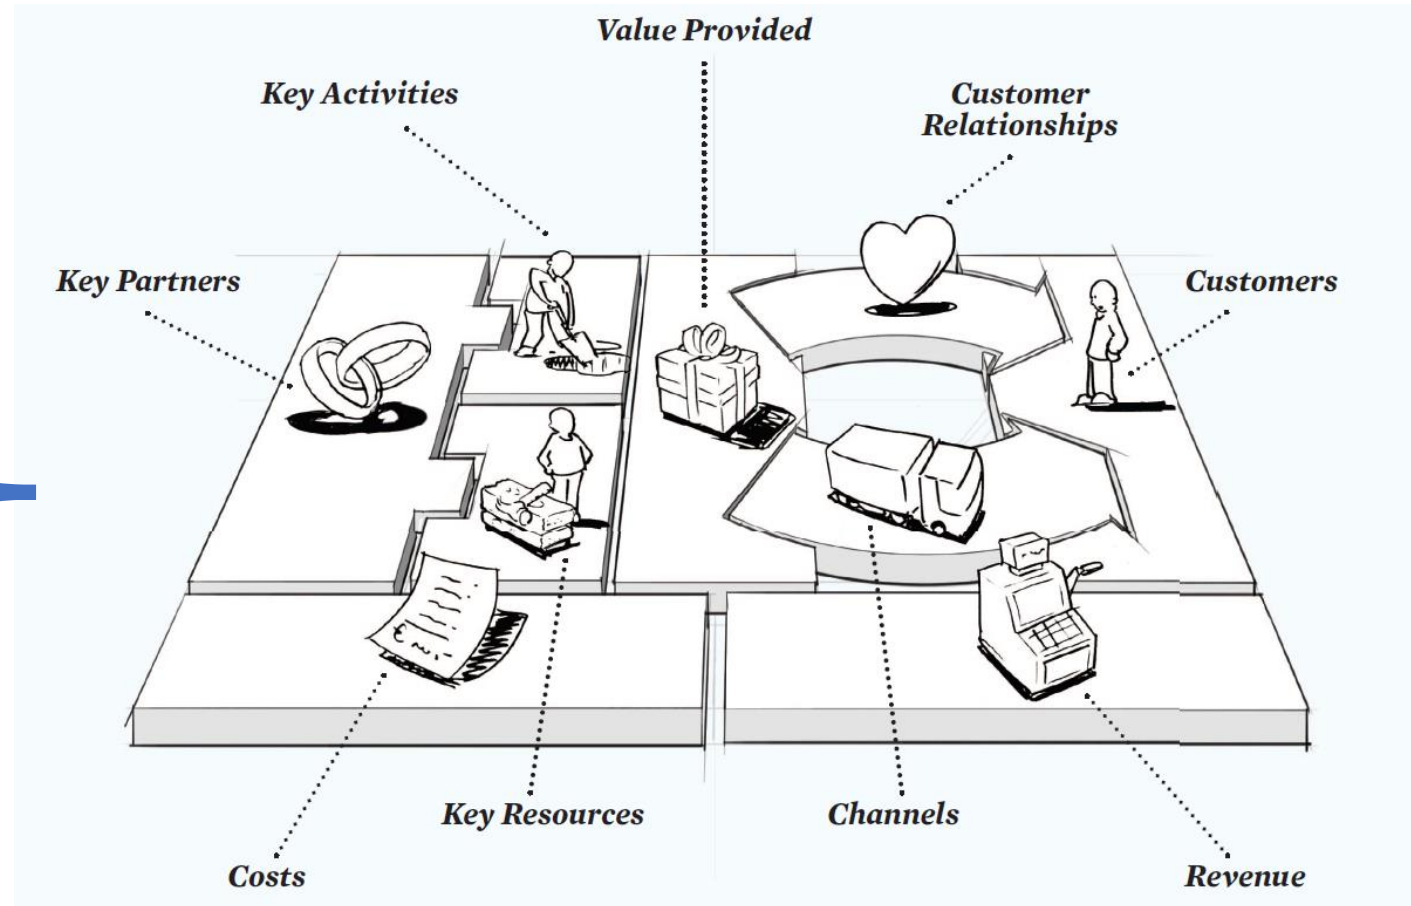 Value Provided
Key Activities
Customer
Relationships
Key Partners
Customers
Key Resources
Channels
Costs
Revenue